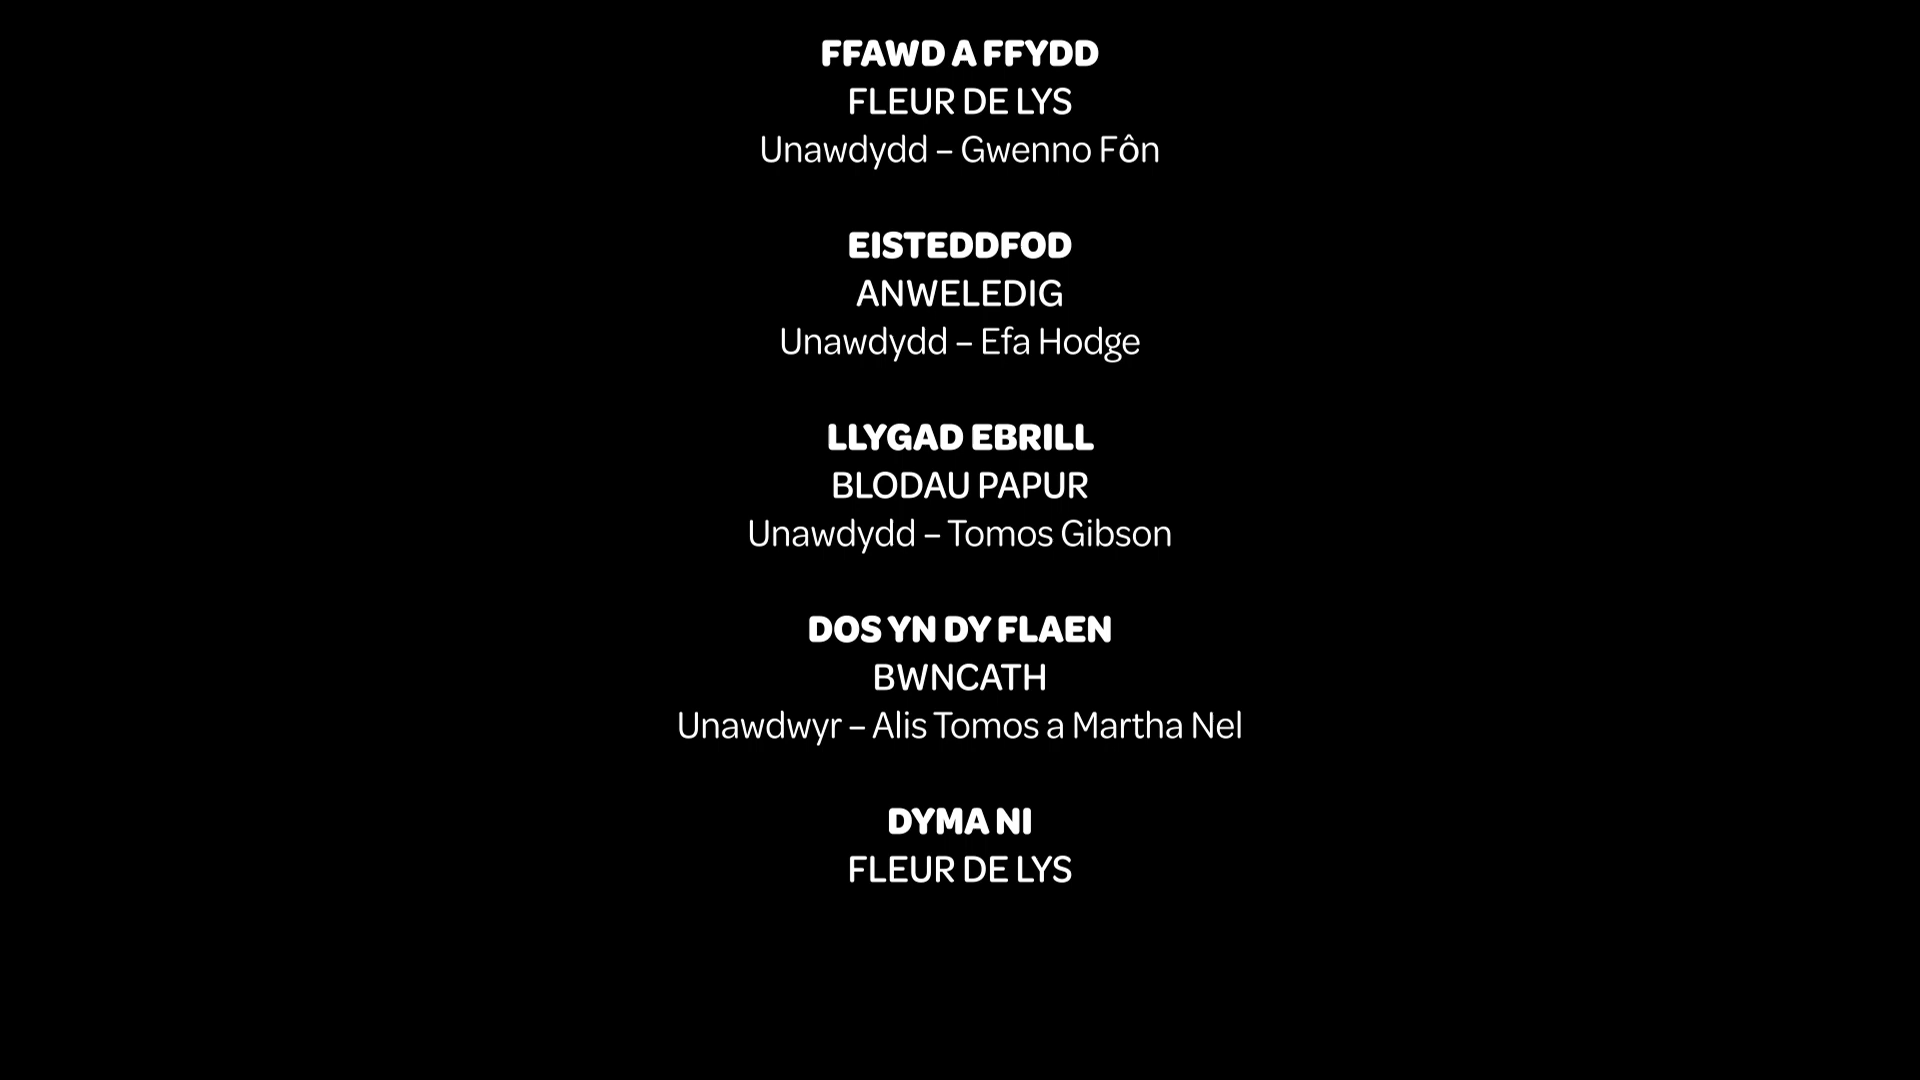 FFAWD A FFYDD
FLEUR DE LYS
Unawdydd – Gwenno Fôn
EISTEDDFOD
ANWELEDIG
Unawdydd – Efa Hodge
LLYGAD EBRILL
BLODAU PAPUR
Unawdydd – Tomos Gibson
DOS YN DY FLAEN
BWNCATH
Unawdwyr – Alis Tomos a Martha Nel
DYMA NI
FLEUR DE LYS